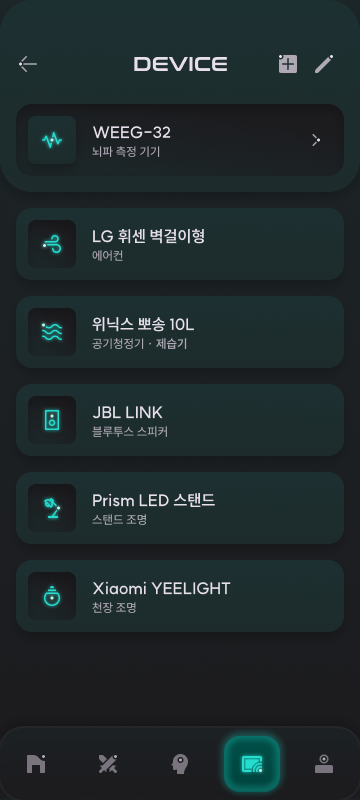 DEVICE
WEEG-32
뇌파 측정 기기
LG 휘센 벽걸이형
에어컨
위닉스 뽀송 10L
공기청정기 · 제습기
JBL LINK
블루투스 스피커
Prism LED 스탠드
스탠드 조명
Xiaomi YEELIGHT
천장 조명